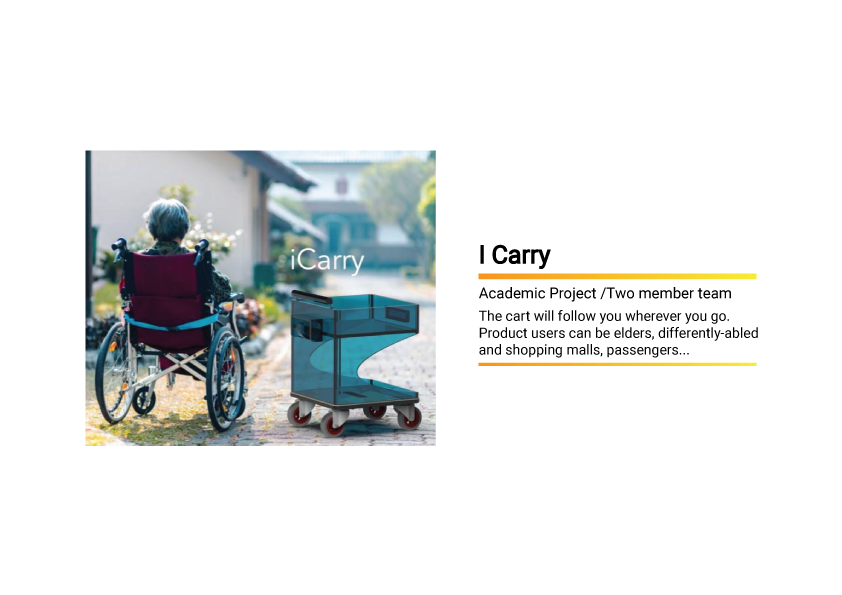 iCarry
I Carry
Academic Project /Two member team
The cart will follow you wherever you go.
Product users can be elders, differently-abled
and shopping malls, passengers...